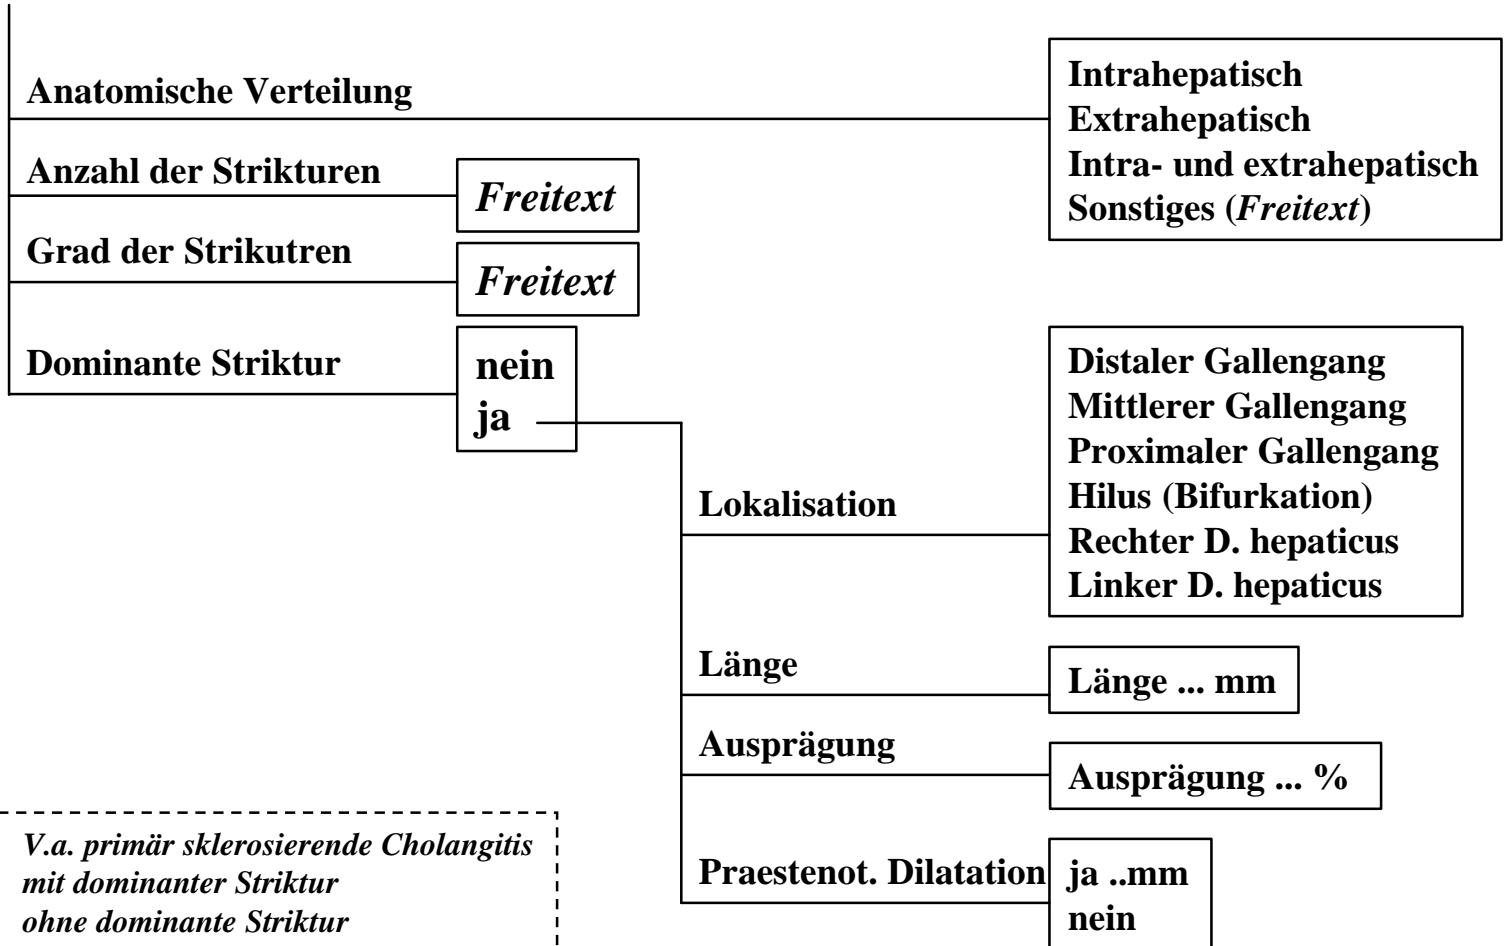 Anatomische Verteilung
Intrahepatisch
Extrahepatisch
Intra- und extrahepatisch
Sonstiges (Freitext)
Anzahl der Strikturen
Freitext
Grad der Strikutren
Freitext
Dominante Striktur
nein
ja
Lokalisation
Distaler Gallengang
Mittlerer Gallengang
Proximaler Gallengang
Hilus (Bifurkation)
Rechter D. hepaticus
Linker D. hepaticus
Länge
Länge ... mm
Ausprägung
Ausprägung ... %
Praestenot. Dilatation
ja ..mm
nein
V.a. primär sklerosierende Cholangitis
mit dominanter Striktur
ohne dominante Striktur